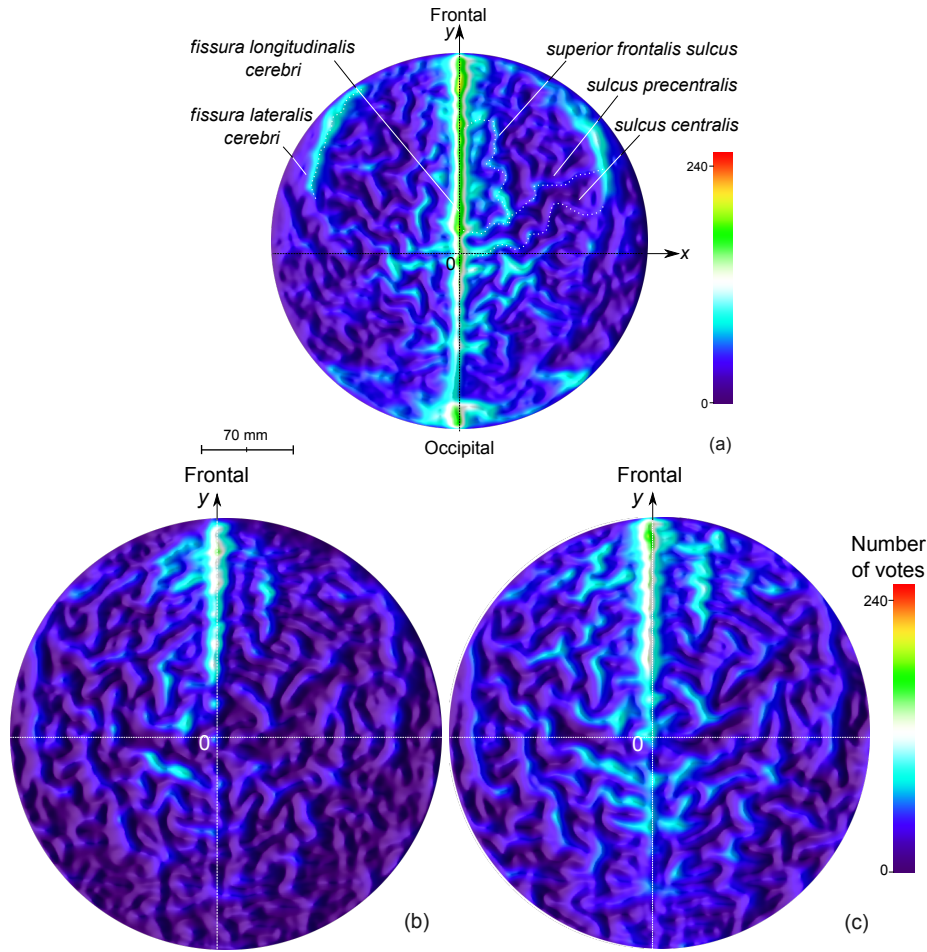 Frontal
y
fissura longitudinalis
cerebri
superior frontalis sulcus
fissura lateralis
cerebri
sulcus precentralis
sulcus centralis
240
0
x
0
70 mm
Occipital
(a)
Frontal
y
Frontal
y
Number
of votes
240
0
0
0
(b)
(c)